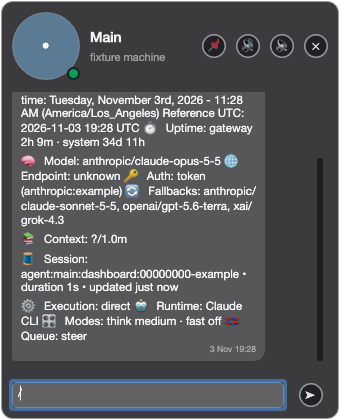 Main
fixture machine
time: Tuesday, November 3rd, 2026 - 11:28
AM (America/Los_Angeles) Reference UTC:
2026-11-03 19:28 UTC ⏱️ Uptime: gateway
2h 9m · system 34d 11h
🧠 Model: anthropic/claude-opus-5-5 🌐
Endpoint: unknown 🔑 Auth: token
(anthropic:example) 🔄 Fallbacks: anthropic/
claude-sonnet-5-5, openai/gpt-5.6-terra, xai/
grok-4.3
📚 Context: ?/1.0m
🧵 Session:
agent:main:dashboard:00000000-example •
duration 1s • updated just now
⚙️ Execution: direct 🤖 Runtime: Claude
CLI 🎛️ Modes: think medium · fast off 🪢
Queue: steer
3 Nov 19:28